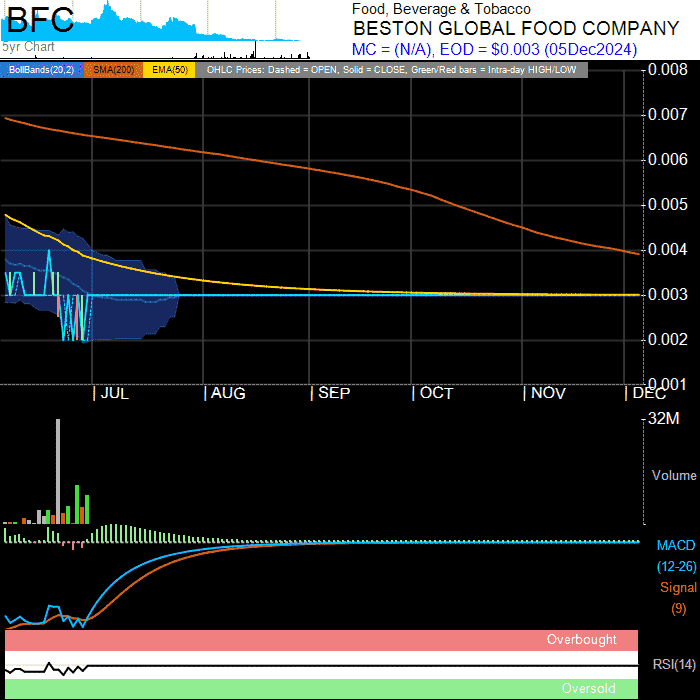 BFC
5yr Chart
Food, Beverage & Tobacco
BESTON GLOBAL FOOD COMPANY
MC = (N/A), EOD = $0.003 (05Dec2024)
BollBands(20,2) SMA(200) EMA(50) OHLC Prices: Dashed = OPEN, Solid = CLOSE, Green/Red bars = Intra-day HIGH/LOW
0.008
0.007
0.006
0.005
0.004
0.003
0.002
0.001
JUL AUG SEP OCT NOV DEC
32M
Volume
MACD
(12-26)
Signal
(9)
Overbought
RSI(14)
Oversold